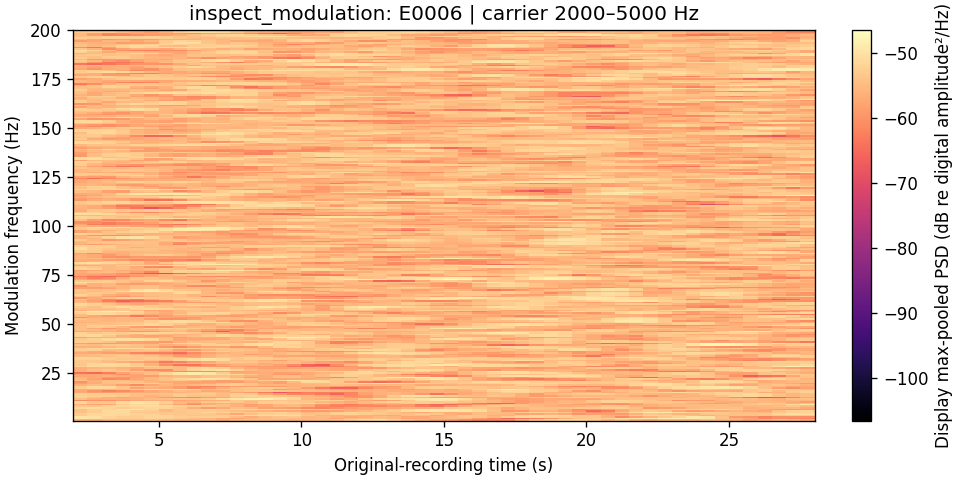 inspect_modulation: E0006 | carrier 2000–5000 Hz
200
175
150
125
100
75
50
25
Modulation frequency (Hz)
5 10 15 20 25
Original-recording time (s)
−50
−60
−70
−80
−90
−100
Display max-pooled PSD (dB re digital amplitude²/Hz)